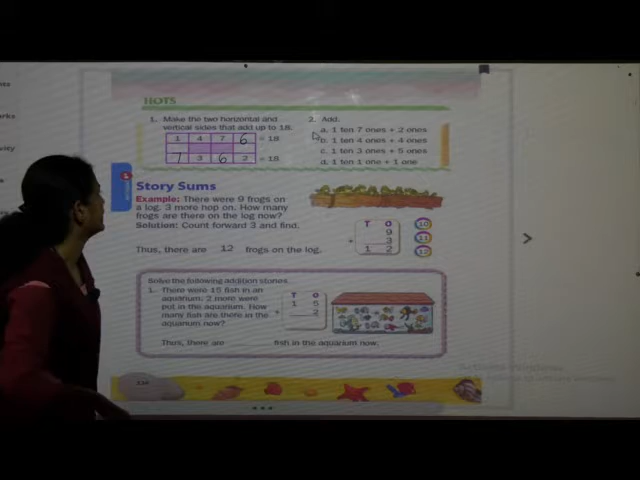 HOTS
1. Make the two horizontal and
vertical sides that add up to 18.
1 4 7 6 = 18
7 3 6 2 = 18
2. Add.
a. 1 ten 7 ones + 2 ones
b. 1 ten 4 ones + 4 ones
c. 1 ten 3 ones + 5 ones
d. 1 ten 1 one + 1 one
Story Sums
Example: There were 9 frogs on
a log. 3 more hop on. How many
frogs are there on the log now?
Solution: Count forward 3 and find.
T O
9
+ 3
1 2
10
11
12
Thus, there are 12 frogs on the log.
Solve the following addition stories.
1. There were 15 fish in an
aquarium. 2 more were
put in the aquarium. How
many fish are there in the
aquarium now?
T O
1 5
+ 2
Thus, there are fish in the aquarium now.
Activate Windows